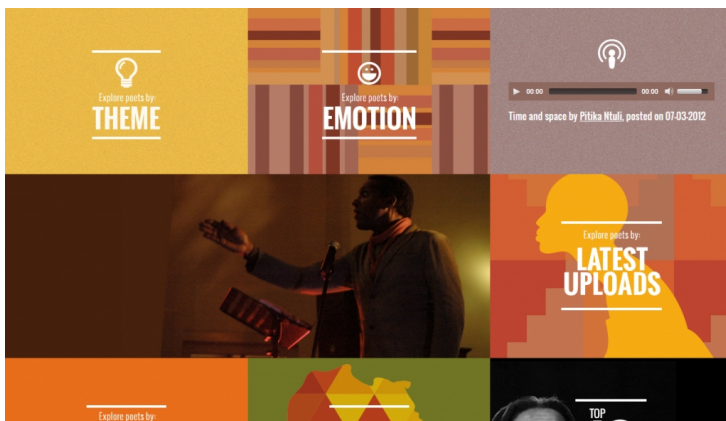 Explore poets by:
THEME
Explore poets by:
EMOTION
00:00
00:00
Time and space by Pitika Ntuli, posted on 07-03-2012
Explore poets by:
LATEST
UPLOADS
Explore poets by:
TOP